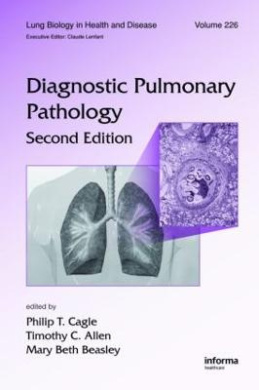 Lung Biology in Health and Disease
Volume 226
Executive Editor: Claude Lenfant
Diagnostic Pulmonary
Pathology
Second Edition
edited by
Philip T. Cagle
Timothy C. Allen
Mary Beth Beasley
informa
healthcare